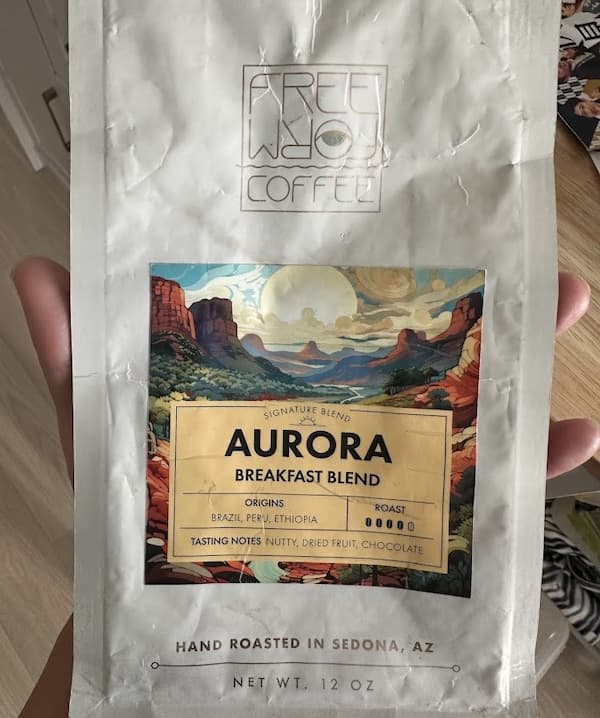 FREE
FORM
COFFEE
SIGNATURE BLEND
AURORA
BREAKFAST BLEND
ORIGINS
BRAZIL, PERU, ETHIOPIA
ROAST
TASTING NOTES NUTTY, DRIED FRUIT, CHOCOLATE
HAND ROASTED IN SEDONA, AZ
NET WT. 12 OZ